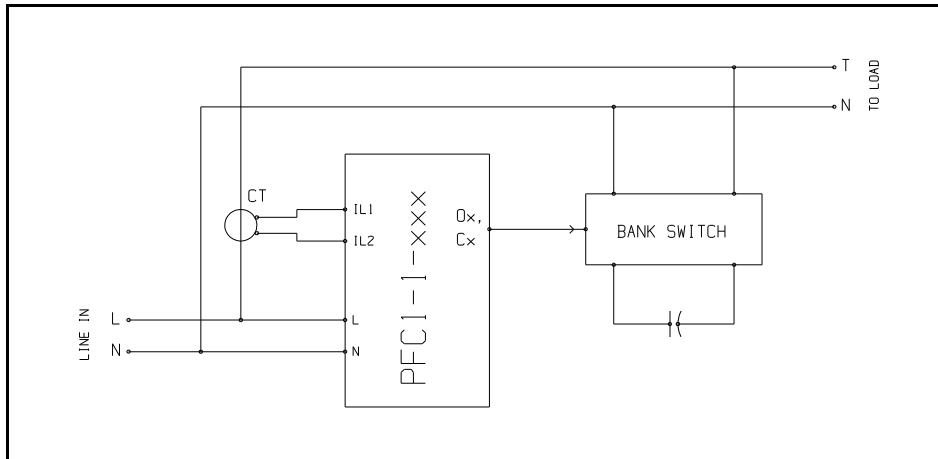 T
N
TO LOAD
CT
IL1
IL2
PFC1-1-XXX
Ox,
Cx
BANK SWITCH
LINE IN
L
N
L
N